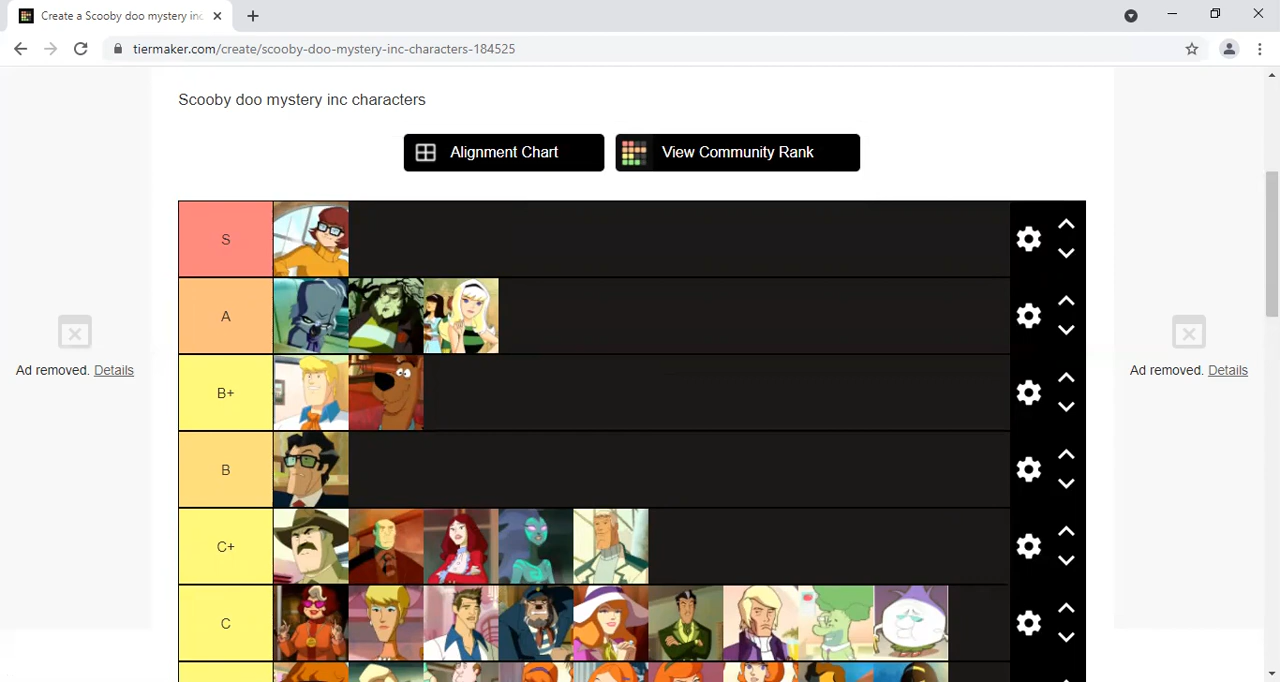 Create a Scooby doo mystery inc
tiermaker.com/create/scooby-doo-mystery-inc-characters-184525
Scooby doo mystery inc characters
Alignment Chart
View Community Rank
S
A
Ad removed. Details
Ad removed. Details
B+
B
C+
C